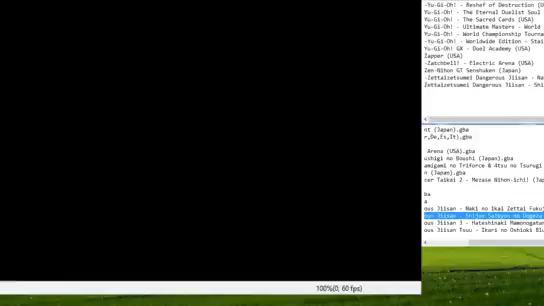 -Yu-Gi-Oh! - Reshef of Destruction (U
Yu-Gi-Oh! - The Eternal Duelist Soul
Yu-Gi-Oh! - The Sacred Cards (USA)
Yu-Gi-Oh! - Ultimate Masters - World
Yu-Gi-Oh! - World Championship Tourna
-Yu-Gi-Oh! - Worldwide Edition - Stai
Yu-Gi-Oh! GX - Duel Academy (USA)
Zapper (USA)
-Zatchbell! - Electric Arena (USA)
Zen-Nihon GT Senshuken (Japan)
-Zettaizetsumei Dangerous Jiisan - Na
Zettaizetsumei Dangerous Jiisan - Shi
nt (Japan).gba
r,De,Es,It).gba
Arena (USA).gba
ushigi no Boushi (Japan).gba
amigami no Triforce & 4tsu no Tsurugi
n (Japan).gba
cer Taikai 2 - Mezase Nihon-ichi! (Jap
ba
a
ous Jiisan - Naki no Ikai Zettai Fukuj
ous Jiisan - Shijou Saikyou no Dogeza
ous Jiisan 3 - Hateshinaki Mamonogatar
ous Jiisan Tsuu - Ikari no Oshioki Blu
100%(0, 60 fps)